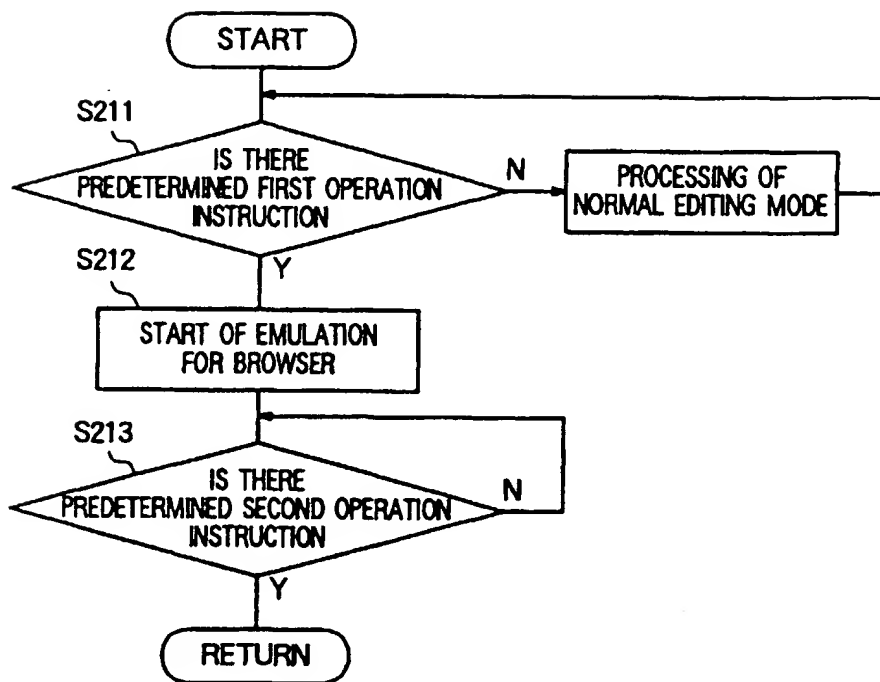 START
S211
IS THERE
PREDETERMINED FIRST OPERATION
INSTRUCTION
N
PROCESSING OF
NORMAL EDITING MODE
Y
S212
START OF EMULATION
FOR BROWSER
S213
IS THERE
PREDETERMINED SECOND OPERATION
INSTRUCTION
N
Y
RETURN